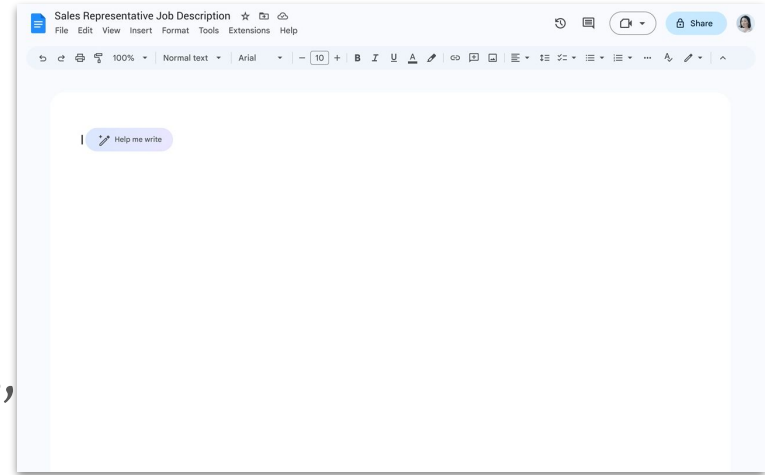 Sales Representative Job Description
File Edit View Insert Format Tools Extensions Help
Share
100% Normal text Arial − 10 + B I U A
Help me write
,